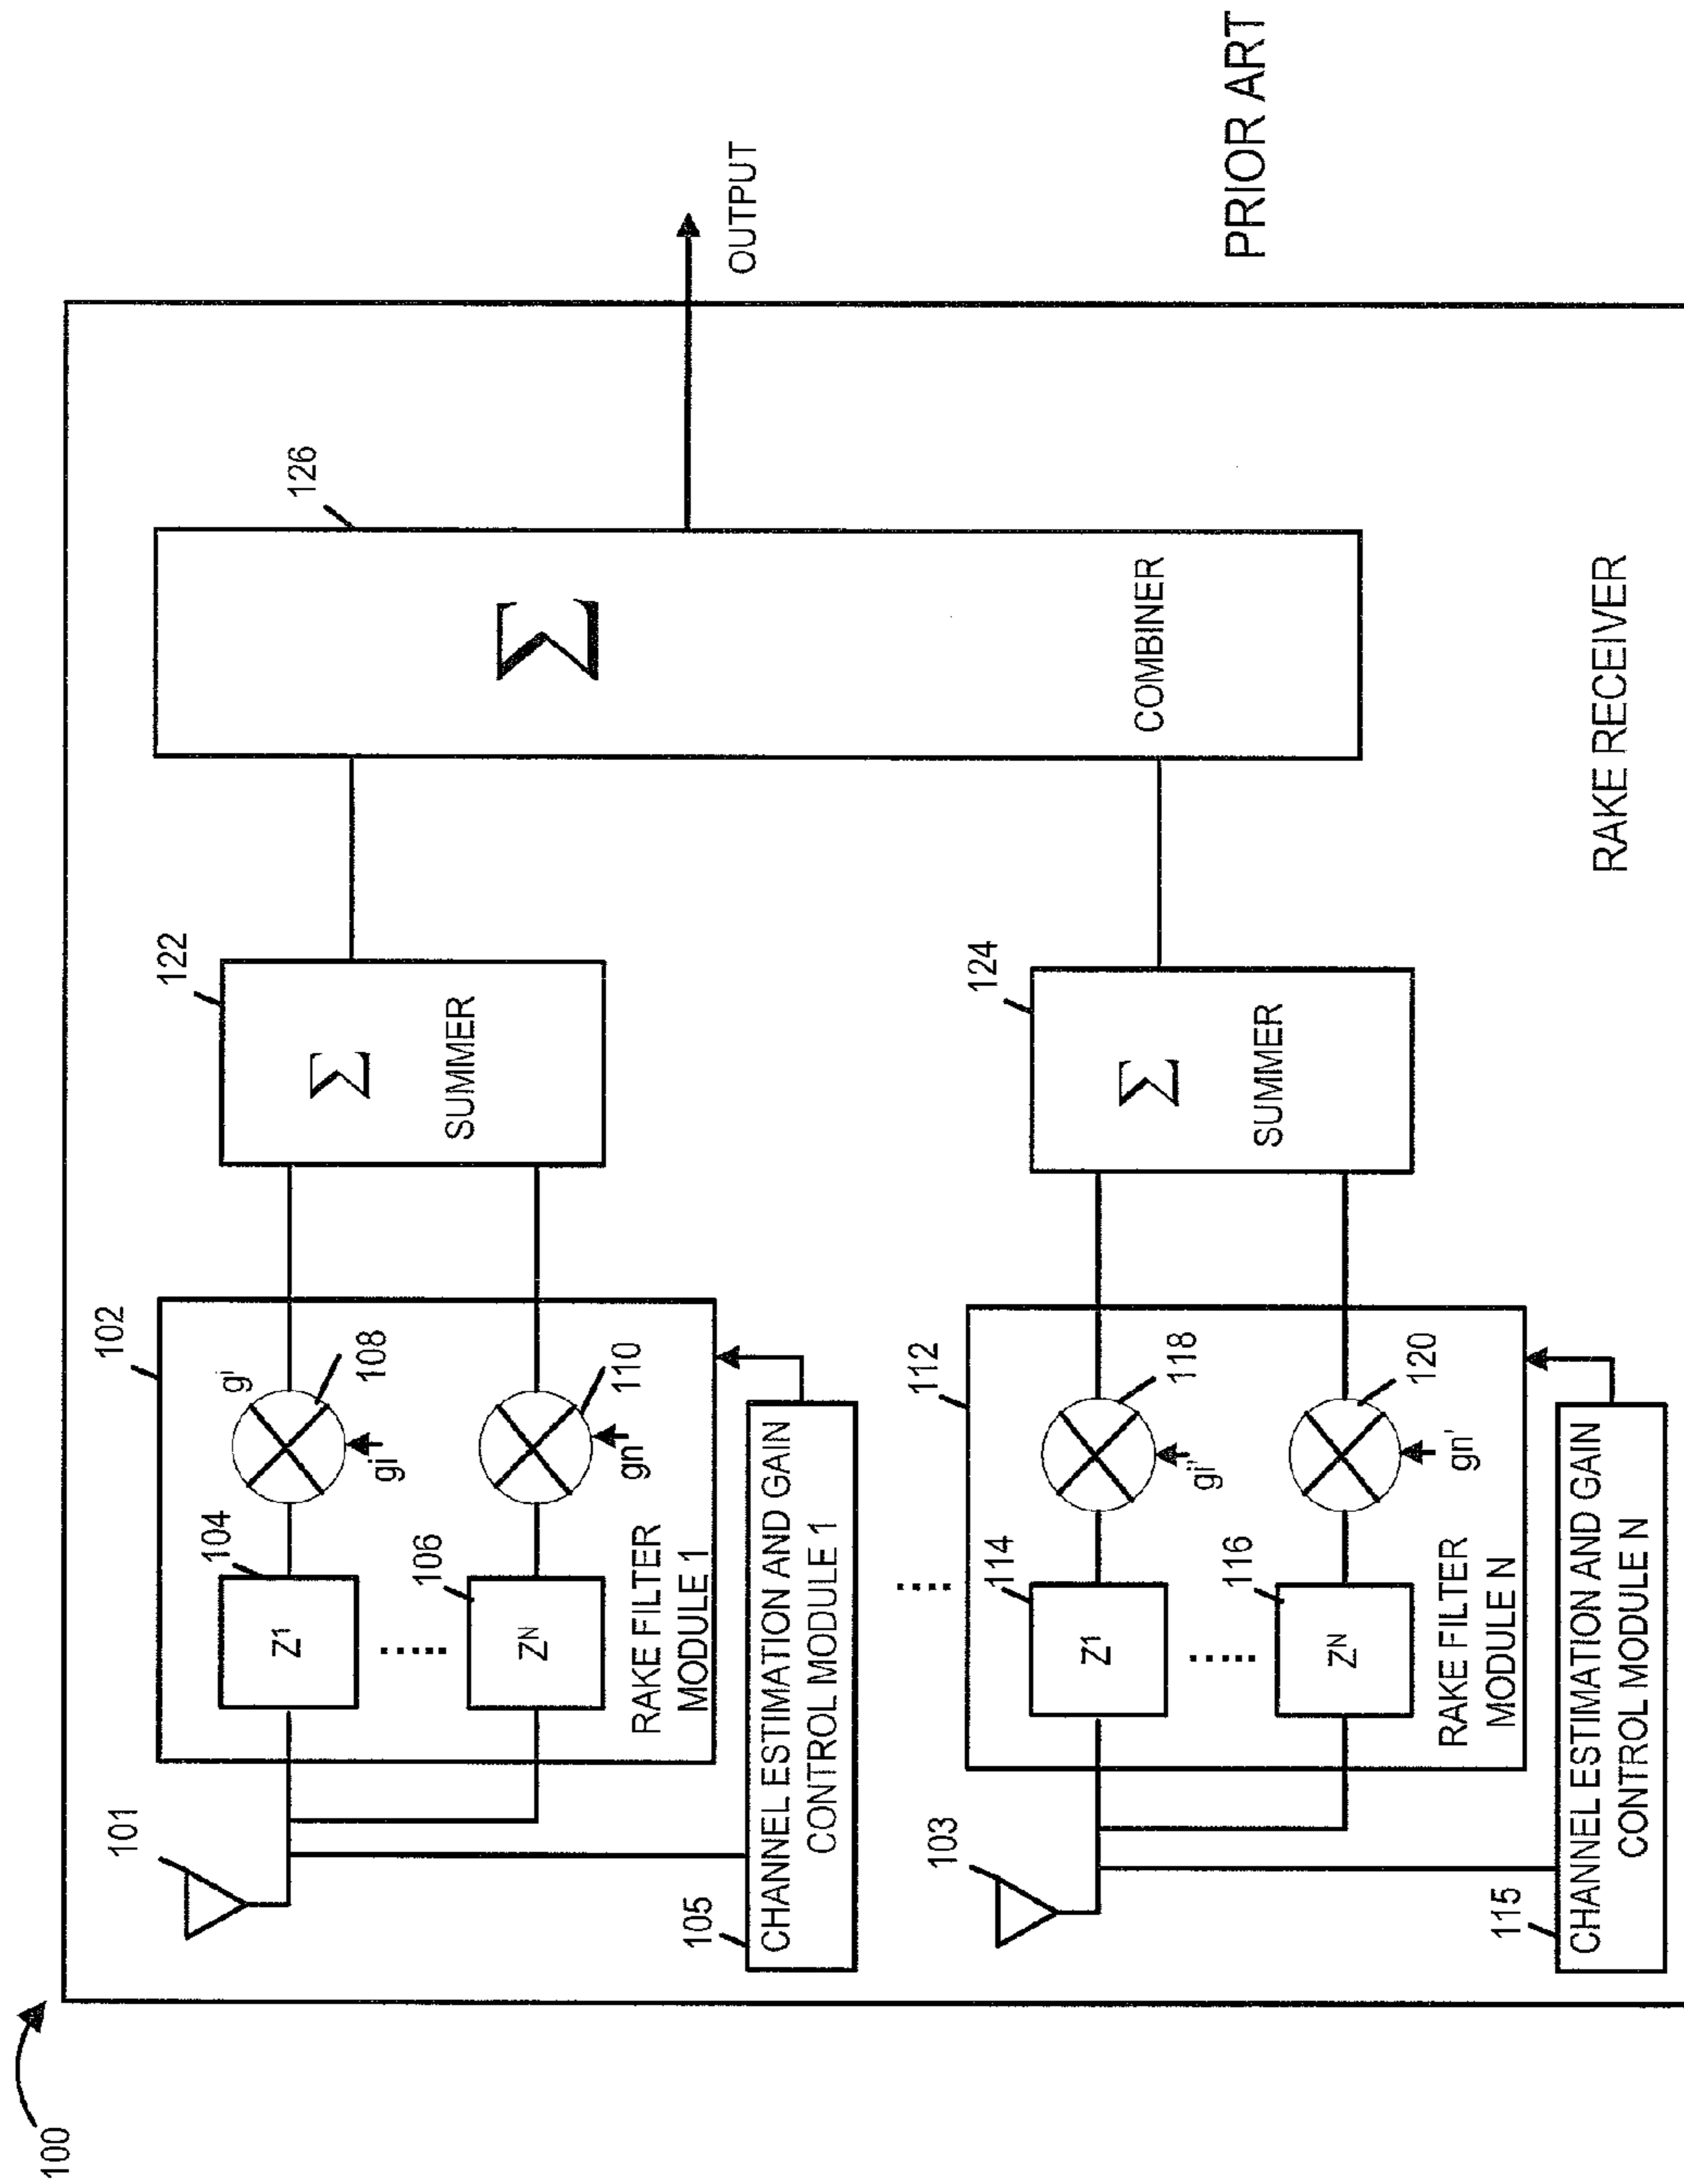 100
101
102
104
g'
108
gi
Z1
122
Σ
SUMMER
126
Σ
106
ZN
110
gn
RAKE FILTER
MODULE 1
105
CHANNEL ESTIMATION AND GAIN
CONTROL MODULE 1
OUTPUT
COMBINER
103
112
114
118
gi'
Z1
124
Σ
SUMMER
116
ZN
120
gn'
RAKE FILTER
MODULE N
115
CHANNEL ESTIMATION AND GAIN
CONTROL MODULE N
RAKE RECEIVER
PRIOR ART